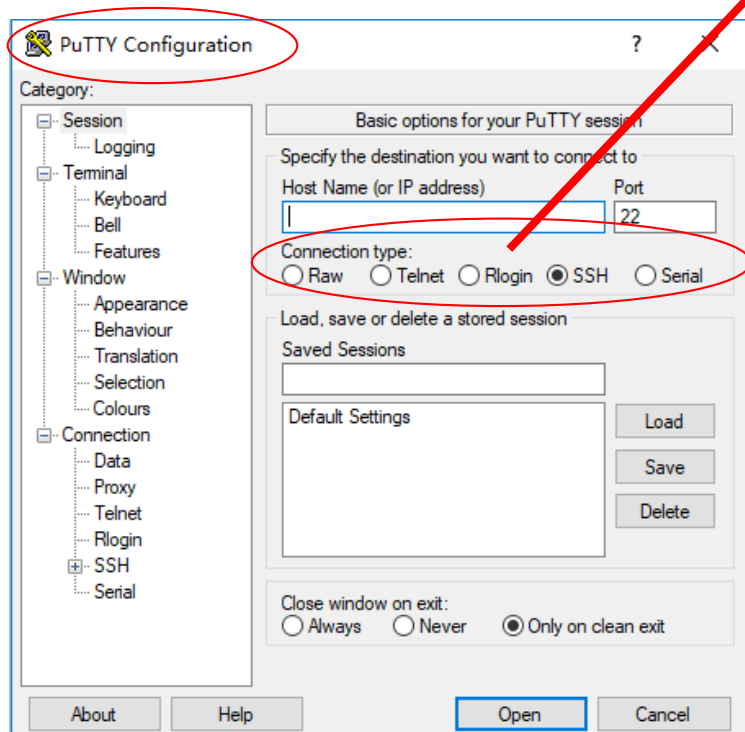 PuTTY Configuration ?
Category:
Session
Logging
Terminal
Keyboard
Bell
Features
Window
Appearance
Behaviour
Translation
Selection
Colours
Connection
Data
Proxy
Telnet
Rlogin
SSH
Serial
Basic options for your PuTTY session
Specify the destination you want to connect to
Host Name (or IP address) Port
22
Connection type:
Raw Telnet Rlogin SSH Serial
Load, save or delete a stored session
Saved Sessions
Default Settings
Load
Save
Delete
Close window on exit:
Always Never Only on clean exit
About Help Open Cancel